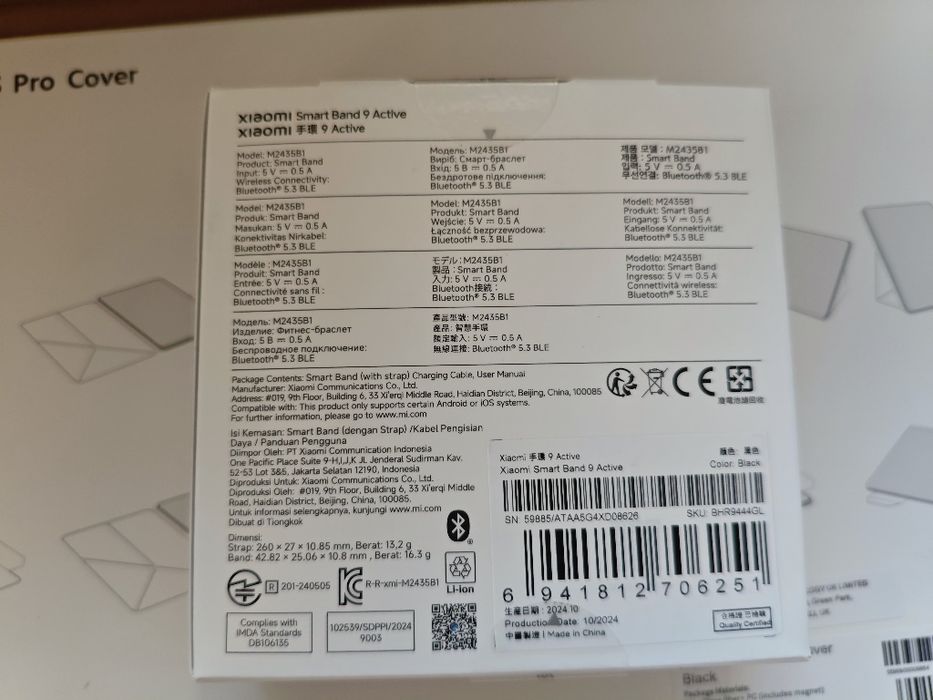 Pro Cover
xiaomi Smart Band 9 Active
xiaomi 手環 9 Active
Model: M2435B1
Product: Smart Band
Input: 5 V ⎓ 0.5 A
Wireless Connectivity:
Bluetooth® 5.3 BLE
Модель: M2435B1
Виріб: Смарт-браслет
Вхід: 5 В ⎓ 0.5 А
Бездротове підключення:
Bluetooth® 5.3 BLE
제품 모델 : M2435B1
제품 : Smart Band
입력: 5 V ⎓ 0.5 A
무선연결: Bluetooth® 5.3 BLE
Model: M2435B1
Produk: Smart Band
Masukan: 5 V ⎓ 0.5 A
Konektivitas Nirkabel:
Bluetooth® 5.3 BLE
Model: M2435B1
Produkt: Smart Band
Wejście: 5 V ⎓ 0.5 A
Łączność bezprzewodowa:
Bluetooth® 5.3 BLE
Modell: M2435B1
Produkt: Smart Band
Eingang: 5 V ⎓ 0.5 A
Kabellose Konnektivität:
Bluetooth® 5.3 BLE
Modèle : M2435B1
Produit: Smart Band
Entrée: 5 V ⎓ 0.5 A
Connectivité sans fil :
Bluetooth® 5.3 BLE
モデル : M2435B1
製品 : Smart Band
入力: 5 V ⎓ 0.5 A
Bluetooth接続 :
Bluetooth® 5.3 BLE
Modello: M2435B1
Prodotto: Smart Band
Ingresso: 5 V ⎓ 0.5 A
Connettività wireless:
Bluetooth® 5.3 BLE
Модель: M2435B1
Изделие: Фитнес-браслет
Вход: 5 В ⎓ 0.5 А
Беспроводное подключение:
Bluetooth® 5.3 BLE
產品型號: M2435B1
產品: 智慧手環
額定輸入: 5 V ⎓ 0.5 A
無線連接: Bluetooth® 5.3 BLE
Package Contents: Smart Band (with strap) Charging Cable, User Manuai
Manufacturer: Xiaomi Communications Co., Ltd.
Address: #019, 9th Floor, Building 6, 33 Xi'erqi Middle Road, Haidian District, Beijing, China, 100085
Compatible with: This product only supports certain Android or iOS systems.
For further information, please go to www.mi.com
CE
廢電池請回收
Isi Kemasan: Smart Band (dengan Strap) /Kabel Pengisian
Daya / Panduan Pengguna
Diimpor Oleh: PT Xiaomi Communication Indonesia
One Pacific Place Suite 9-H,I,J,K JL Jenderal Sudirman Kav.
52-53 Lot 3&5, Jakarta Selatan 12190, Indonesia
Diproduksi Untuk: Xiaomi Communications Co., Ltd.
Diproduksi Oleh: #019, 9th Floor, Building 6, 33 Xi'erqi Middle
Road, Haidian District, Beijing, China, 100085.
Untuk informasi selengkapnya, kunjungi www.mi.com
Dibuat di Tiongkok
Dimensi:
Strap: 260 × 27 × 10.85 mm, Berat: 13,2 g
Band: 42.82 × 25.06 × 10.8 mm , Berat: 16.3 g
R 201-240505
R-R-xmi-M2435B1
Li-ion
Complies with
IMDA Standards
DB106135
102539/SDPPI/2024
9003
Xiaomi 手環 9 Active
顏色: 黑色
Xiaomi Smart Band 9 Active
Color: Black
SN: 59885/ATAA5G4XD08626
SKU: BHR9444GL
6 941812 706251
生産日期 : 2024.10
Production Date: 10/2024
中國製造 | Made in China
合格證 已檢驗
Quality Certified
LIMITED
Green Park,
UK
Black
Package Materials:
(includes magnet)